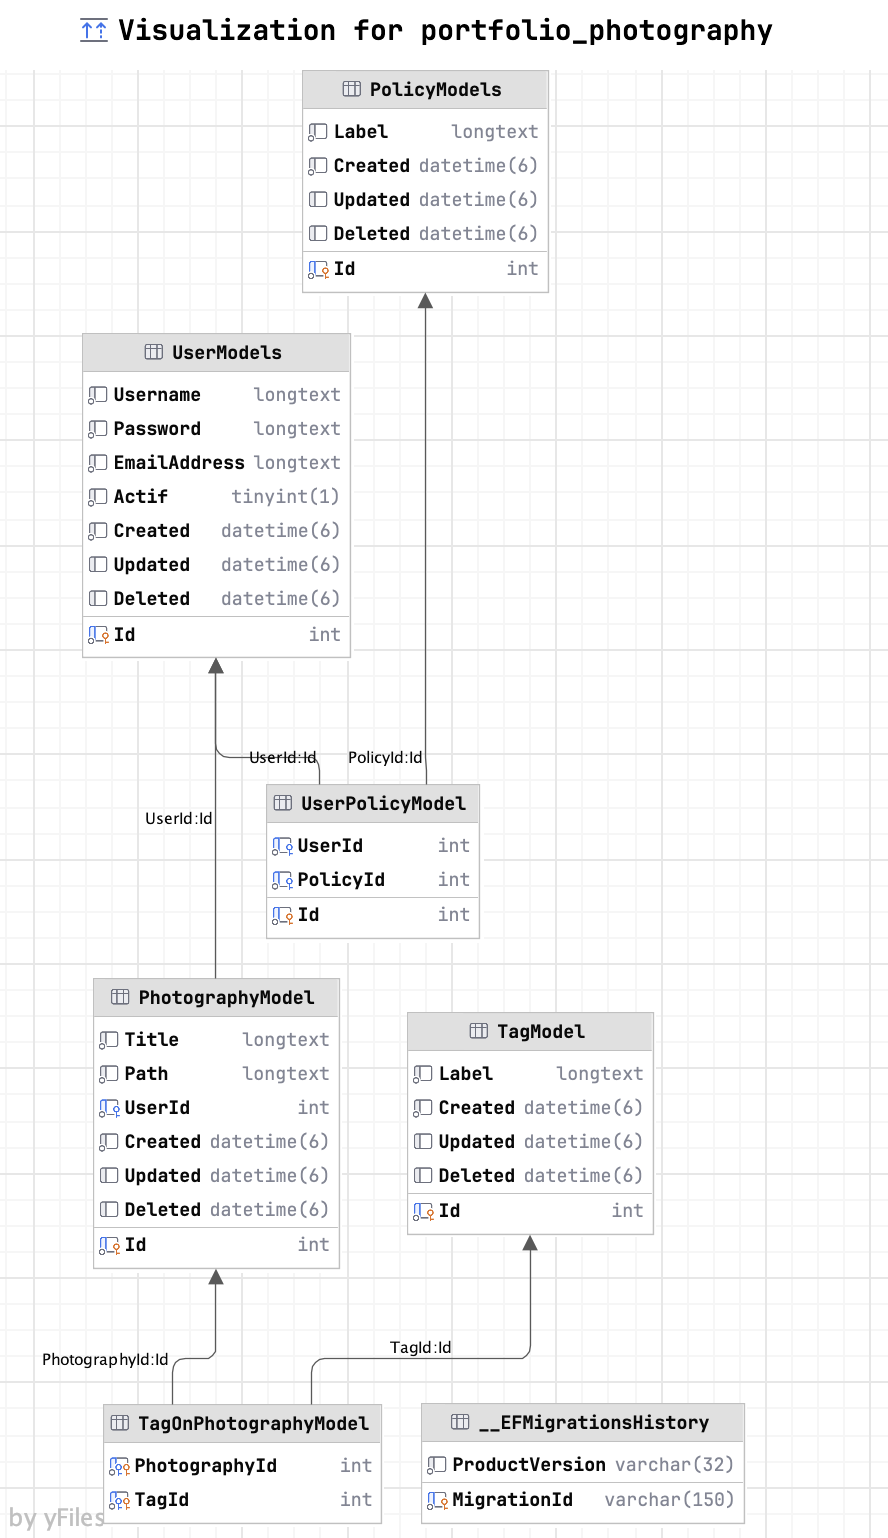 Visualization for portfolio_photography
PolicyModels
Label longtext
Created datetime(6)
Updated datetime(6)
Deleted datetime(6)
Id int
UserModels
Username longtext
Password longtext
EmailAddress longtext
Actif tinyint(1)
Created datetime(6)
Updated datetime(6)
Deleted datetime(6)
Id int
UserId:Id
PolicyId:Id
UserId:Id
UserPolicyModel
UserId int
PolicyId int
Id int
PhotographyModel
Title longtext
Path longtext
UserId int
Created datetime(6)
Updated datetime(6)
Deleted datetime(6)
Id int
TagModel
Label longtext
Created datetime(6)
Updated datetime(6)
Deleted datetime(6)
Id int
PhotographyId:Id
TagId:Id
TagOnPhotographyModel
PhotographyId int
TagId int
__EFMigrationsHistory
ProductVersion varchar(32)
MigrationId varchar(150)
by yFiles